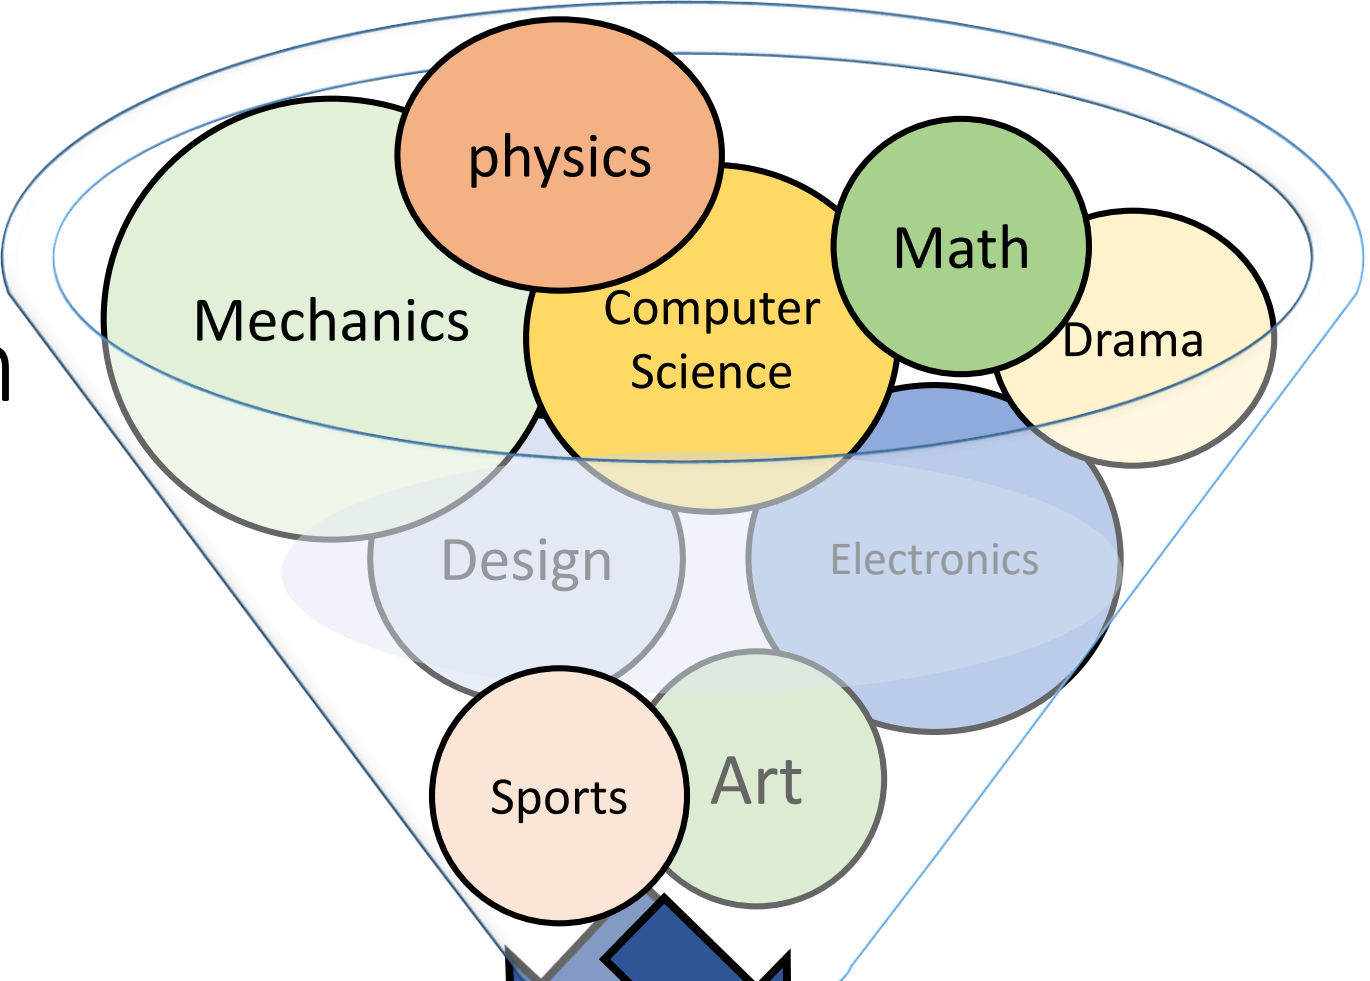 physics
Math
Mechanics
Computer
Science
Drama
Design
Electronics
Sports
Art